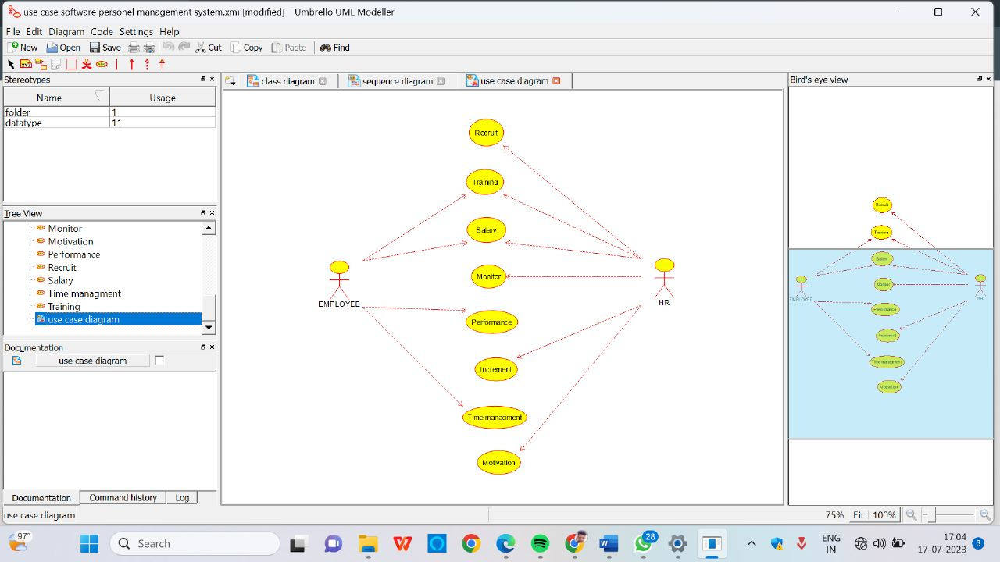 use case software personel management system.xmi [modified] – Umbrello UML Modeller
File Edit Diagram Code Settings Help
New Open Save Cut Copy Paste Find
Stereotypes
Name Usage
folder 1
datatype 11
Tree View
Monitor
Motivation
Performance
Recruit
Salary
Time managment
Training
use case diagram
Documentation
use case diagram
Documentation Command history Log
use case diagram
class diagram sequence diagram use case diagram
Recruit
Training
Salary
Monitor
Performance
Increment
Time managment
Motivation
EMPLOYEE
HR
Bird's eye view
Recruit
Training
Salary
Monitor
Performance
Increment
Time managment
Motivation
EMPLOYEE
HR
75% Fit 100%
97°
Search
28
ENG
IN
17:04
17-07-2023
3